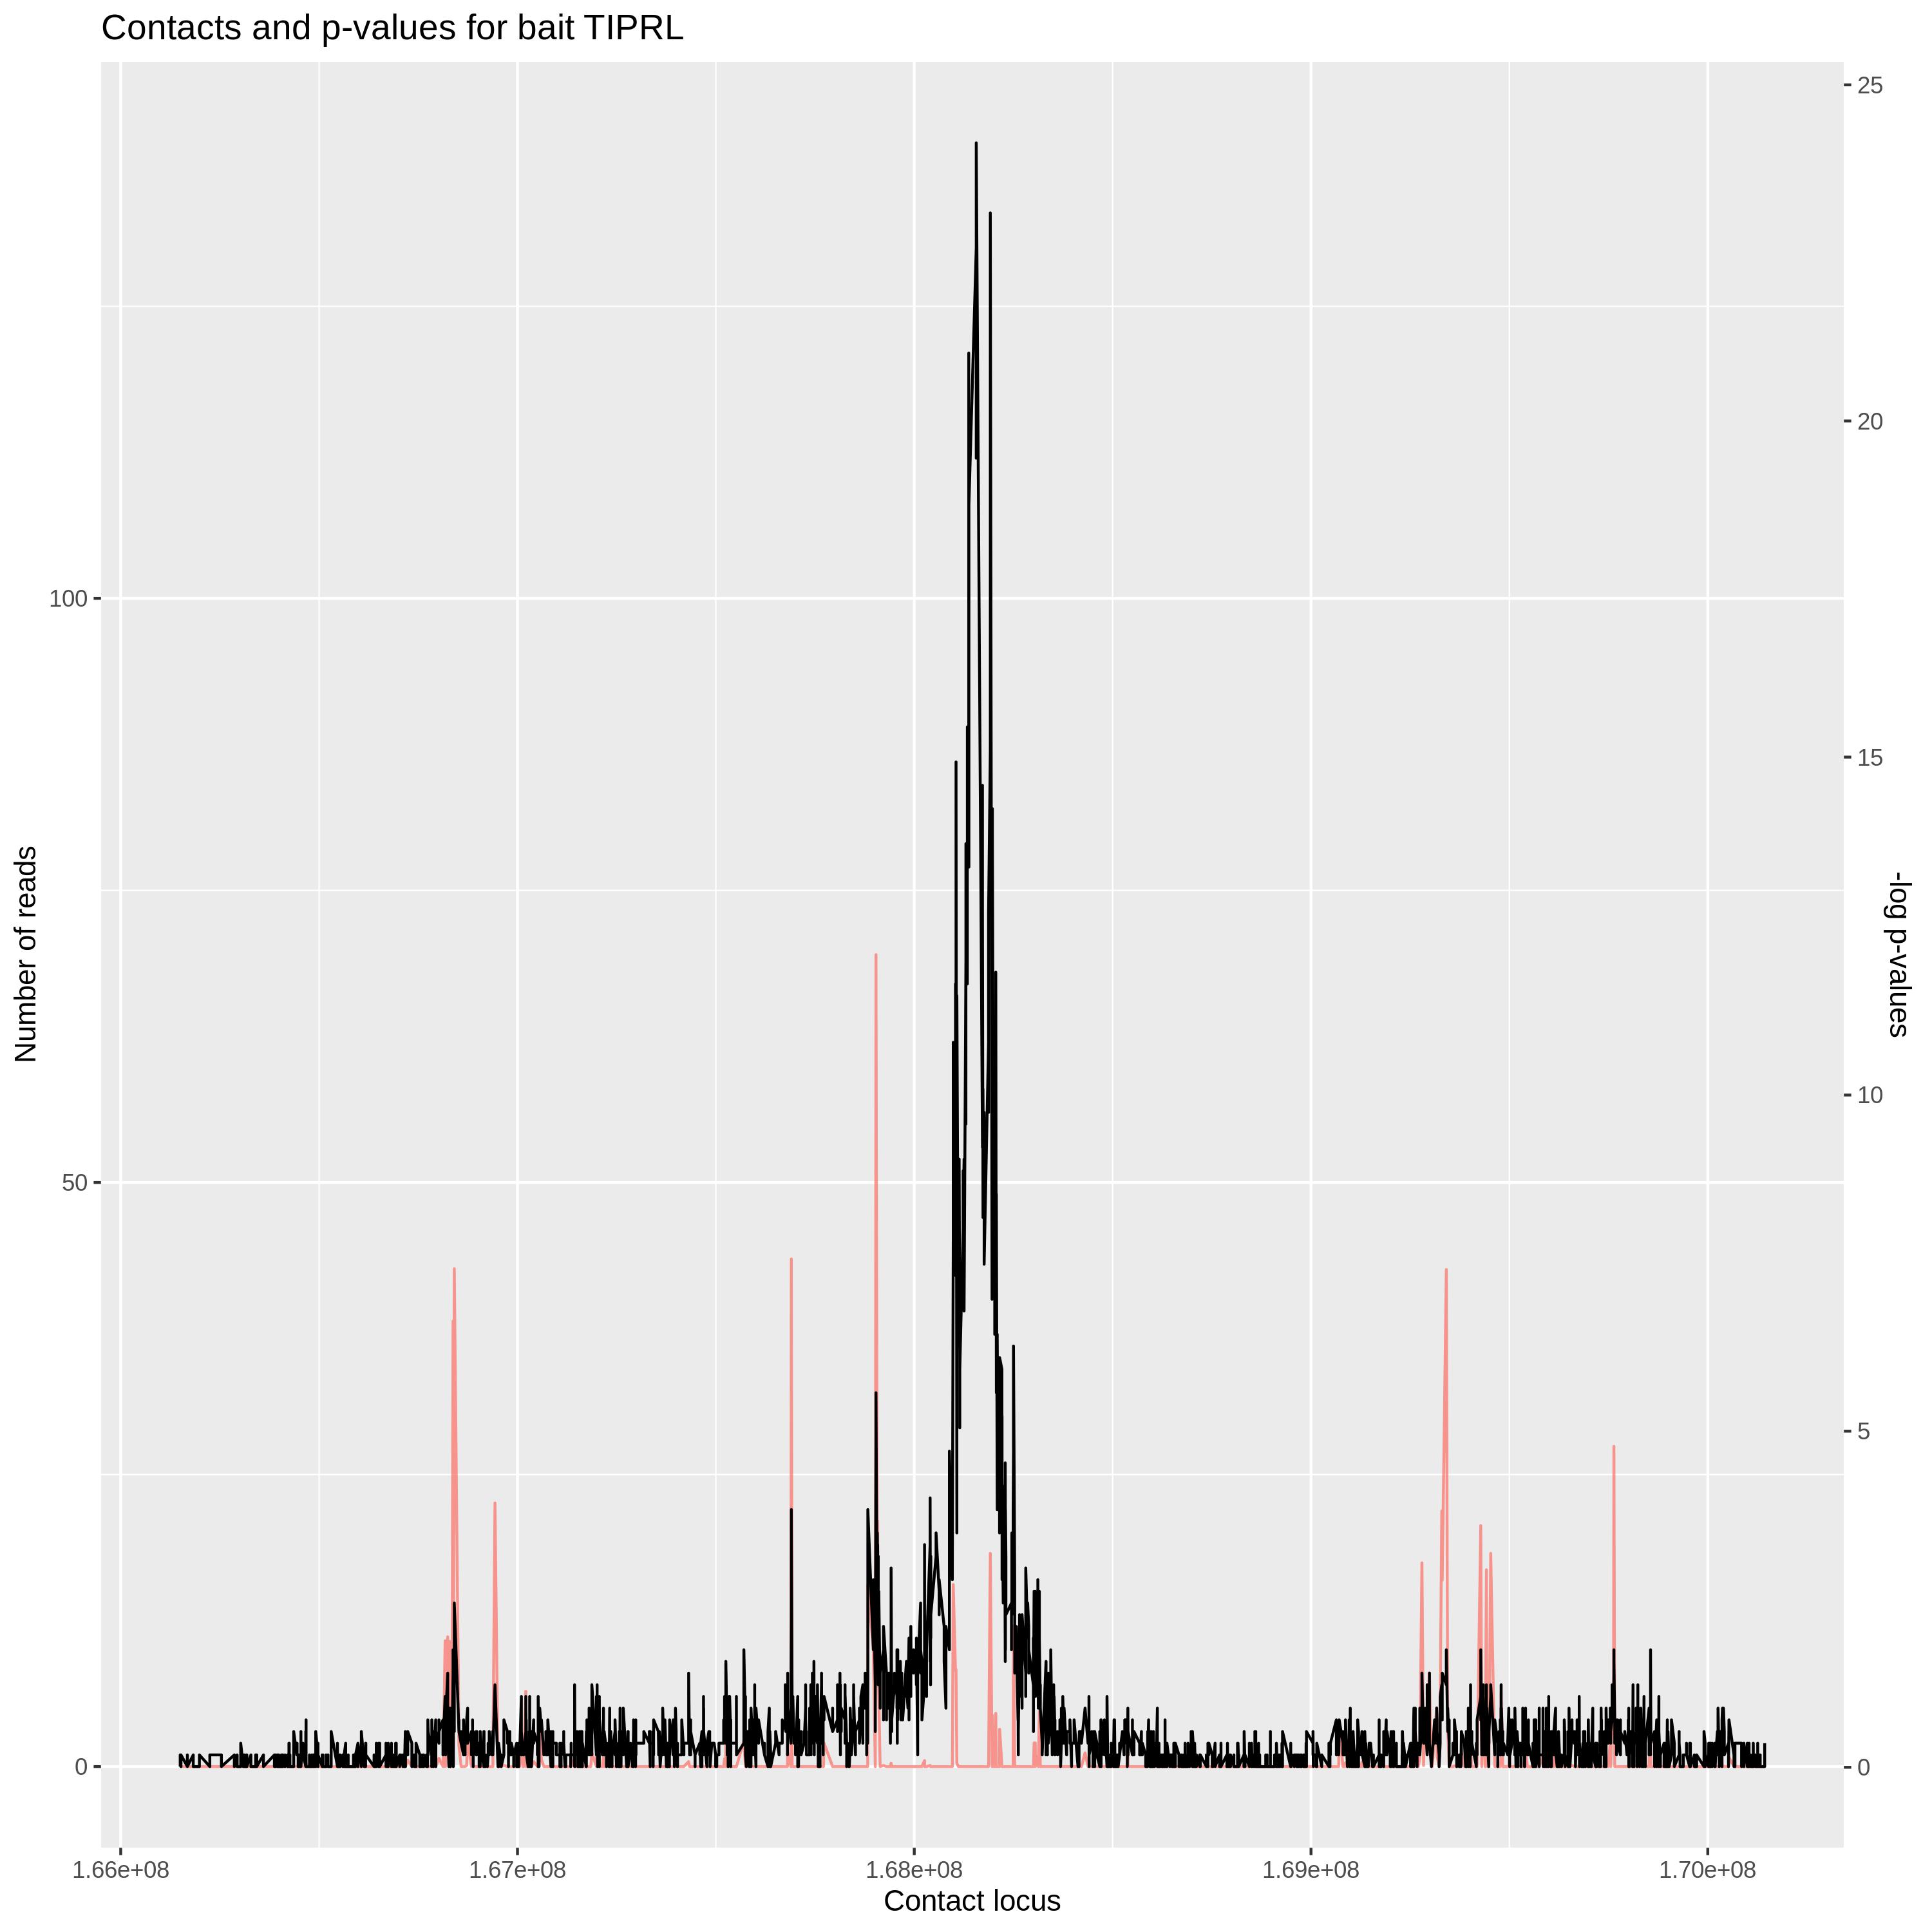 Contacts and p-values for bait TIPRL
Number of reads
100
50
0
25
20
15
10
5
0
-log p-values
1.66e+08
1.67e+08
1.68e+08
1.69e+08
1.70e+08
Contact locus